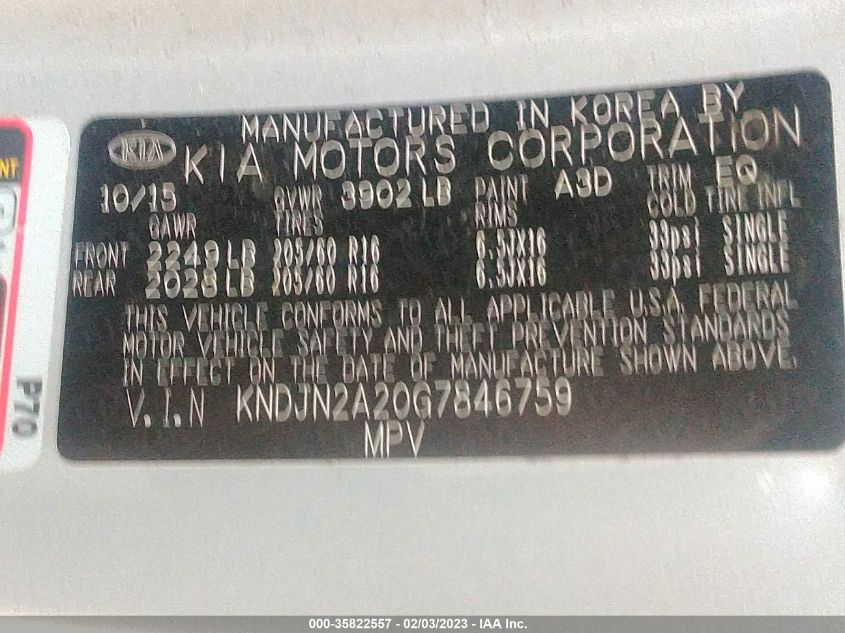 MANUFACTURED IN KOREA BY
KIA KIA MOTORS CORPORATION
10/15 GVWR 3902 LB PAINT A3D TRIM EQ
GAWR TIRES RIMS COLD TIRE INFL
FRONT 2249 LB 205/60 R16 6.5JX16 33psi SINGLE
REAR 2028 LB 205/60 R16 6.5JX16 33psi SINGLE
THIS VEHICLE CONFORMS TO ALL APPLICABLE U.S.A. FEDERAL
MOTOR VEHICLE SAFETY AND THEFT PREVENTION STANDARDS
IN EFFECT ON THE DATE OF MANUFACTURE SHOWN ABOVE.
V.I.N KNDJN2A20G7846759
MPV
P70
000-35822557 - 02/03/2023 - IAA Inc.